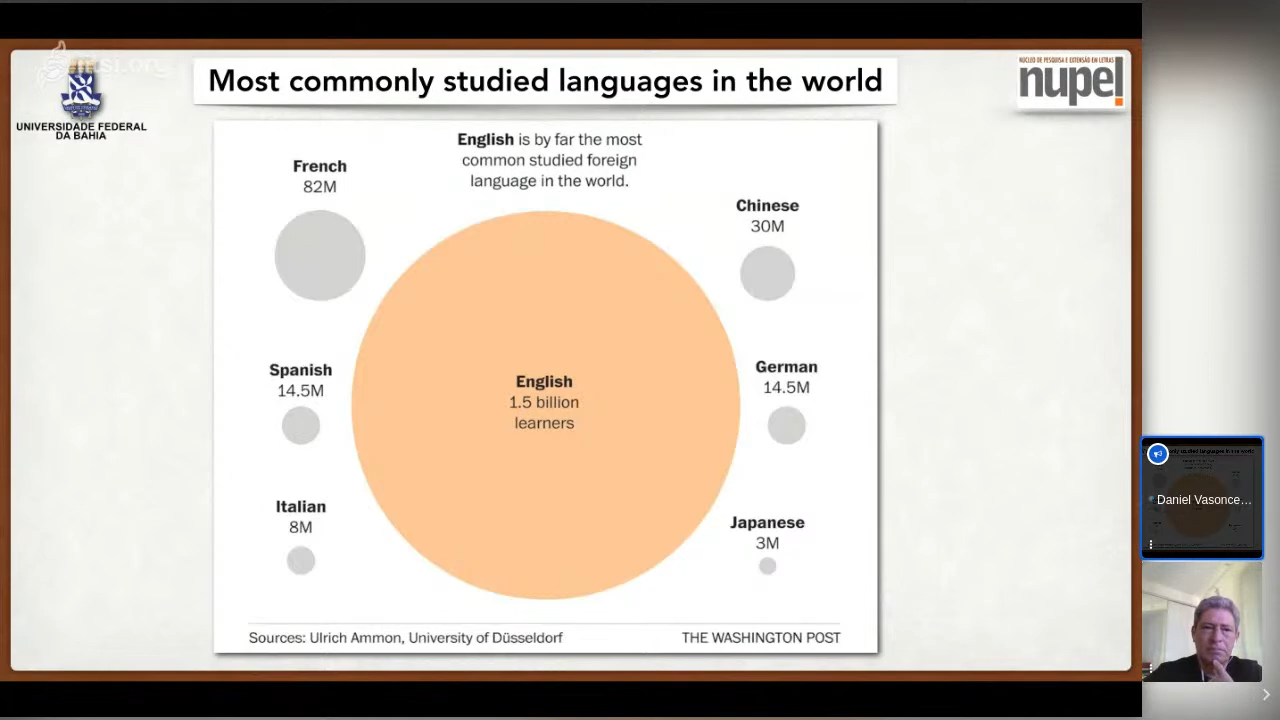 Most commonly studied languages in the world
UNIVERSIDADE FEDERAL
DA BAHIA
NÚCLEO DE PESQUISA E EXTENSÃO EM LETRAS
nupel
English is by far the most
common studied foreign
language in the world.
French
82M
Chinese
30M
Spanish
14.5M
English
1.5 billion
learners
German
14.5M
Italian
8M
Japanese
3M
Sources: Ulrich Ammon, University of Düsseldorf
THE WASHINGTON POST
Daniel Vasonce...